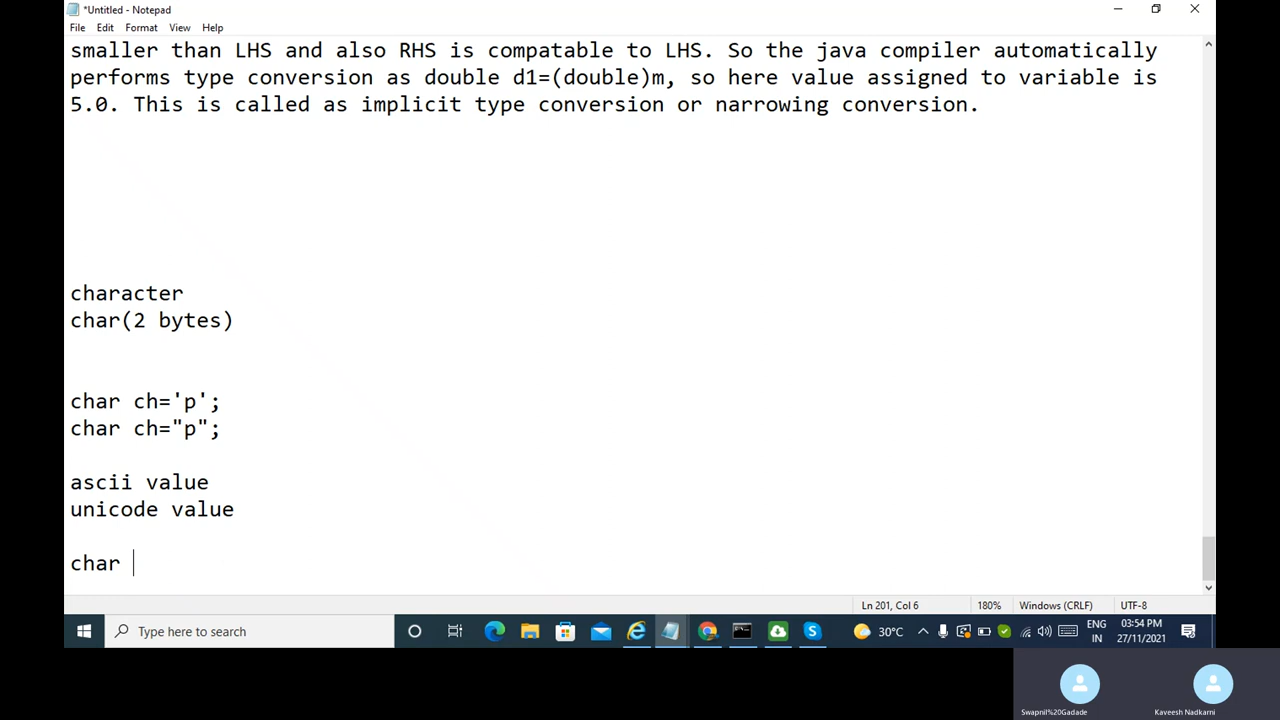 *Untitled - Notepad
File Edit Format View Help
smaller than LHS and also RHS is compatable to LHS. So the java compiler automatically
performs type conversion as double d1=(double)m, so here value assigned to variable is
5.0. This is called as implicit type conversion or narrowing conversion.
character
char(2 bytes)
char ch='p';
char ch="p";
ascii value
unicode value
char
Ln 201, Col 6 180% Windows (CRLF) UTF-8
Type here to search
30°C
ENG
IN
03:54 PM
27/11/2021
Swapnil%20Gadade Kaveesh Nadkarni